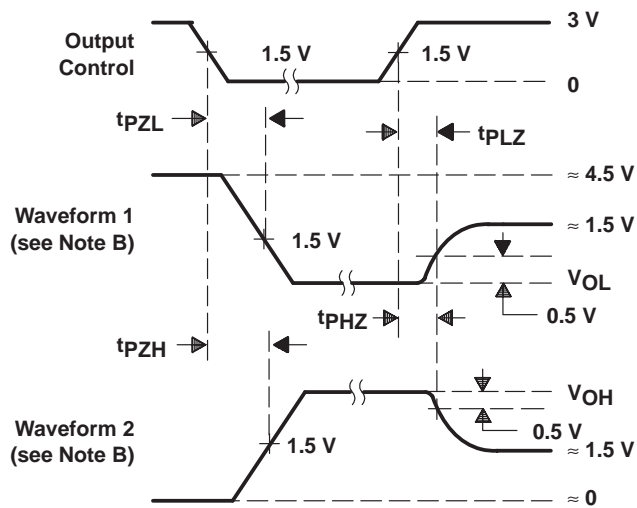 3 V
Output
Control
1.5 V
1.5 V
0
tPZL
tPLZ
≈ 4.5 V
Waveform 1
(see Note B)
1.5 V
≈ 1.5 V
VOL
0.5 V
tPHZ
tPZH
VOH
Waveform 2
(see Note B)
1.5 V
0.5 V
≈ 1.5 V
≈ 0